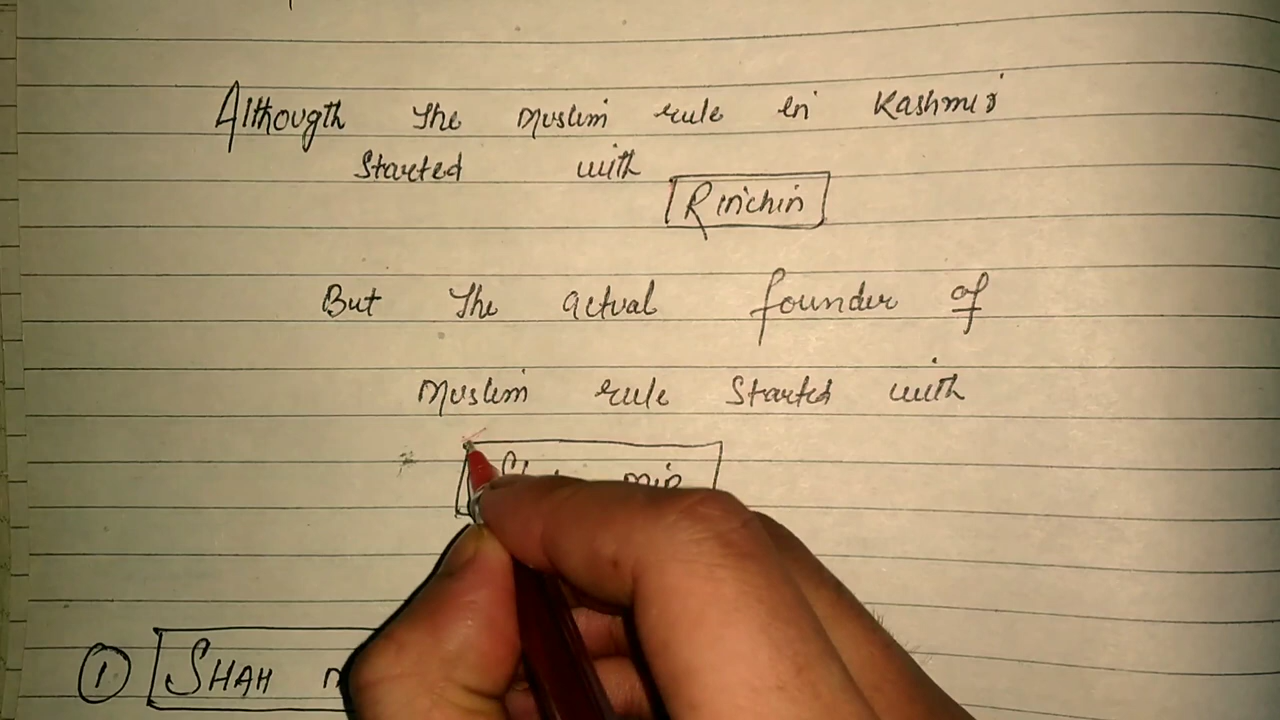 Althougth the Muslim rule in Kashmir
Started with
Rinchin
But the actual founder of
Muslim rule Started with
mir
① SHAH